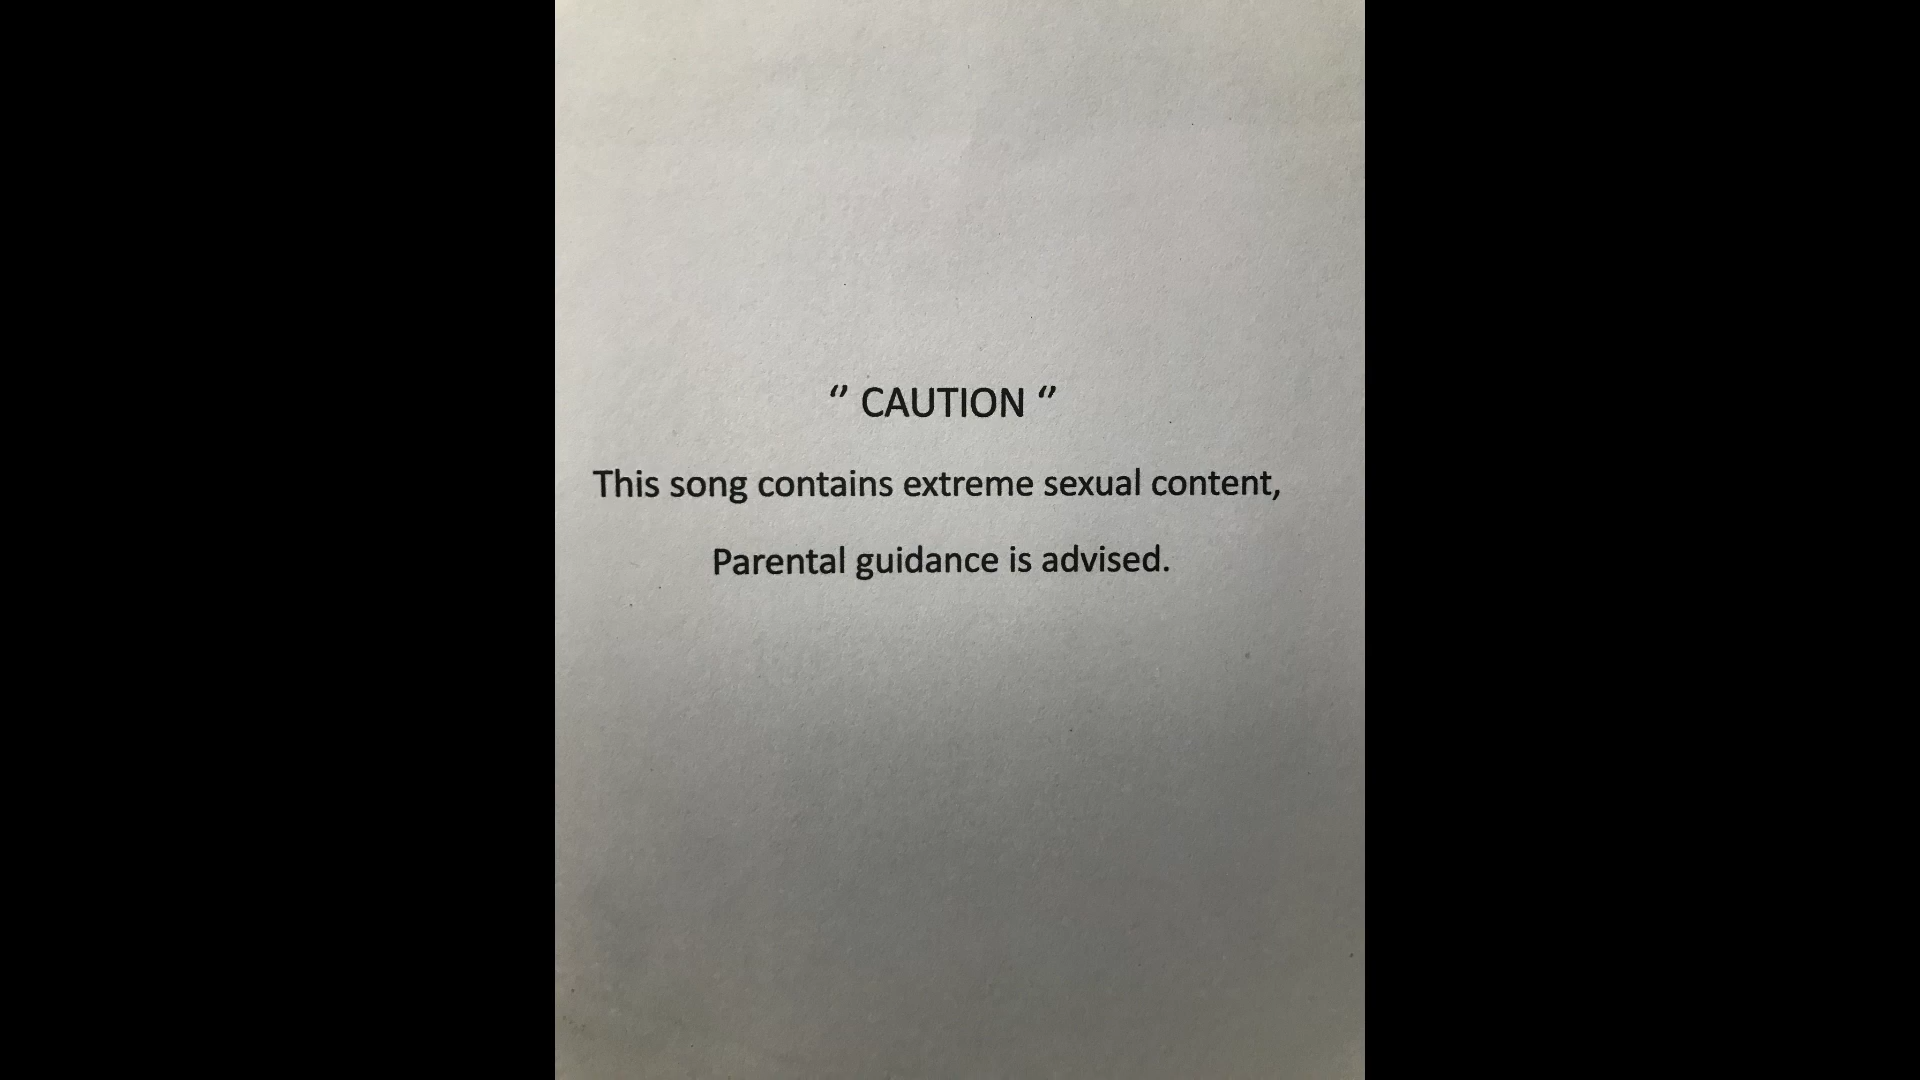 “ CAUTION ”
This song contains extreme sexual content,
Parental guidance is advised.